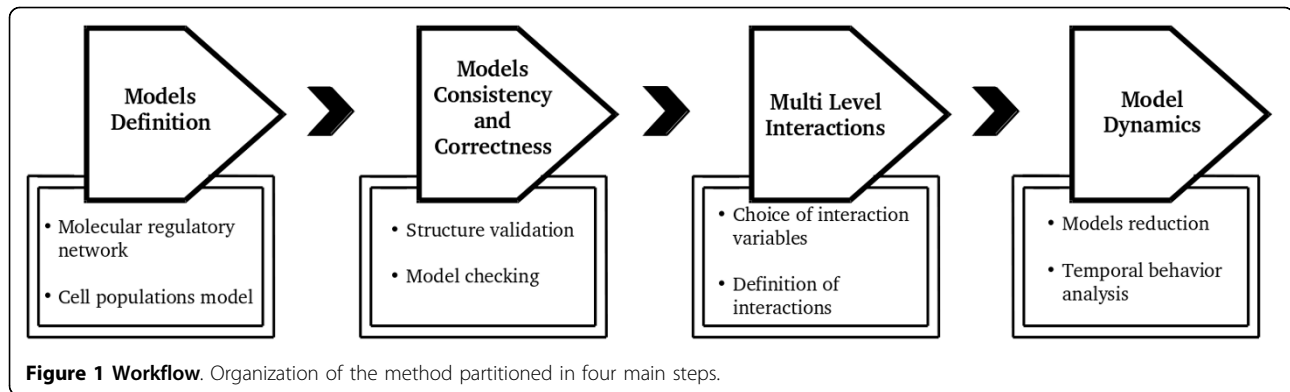 Models
Definition
• Molecular regulatory
network
• Cell populations model
Models
Consistency
and
Correctness
• Structure validation
• Model checking
Multi Level
Interactions
• Choice of interaction
variables
• Definition of
interactions
Model
Dynamics
• Models reduction
• Temporal behavior
analysis
Figure 1 Workflow. Organization of the method partitioned in four main steps.